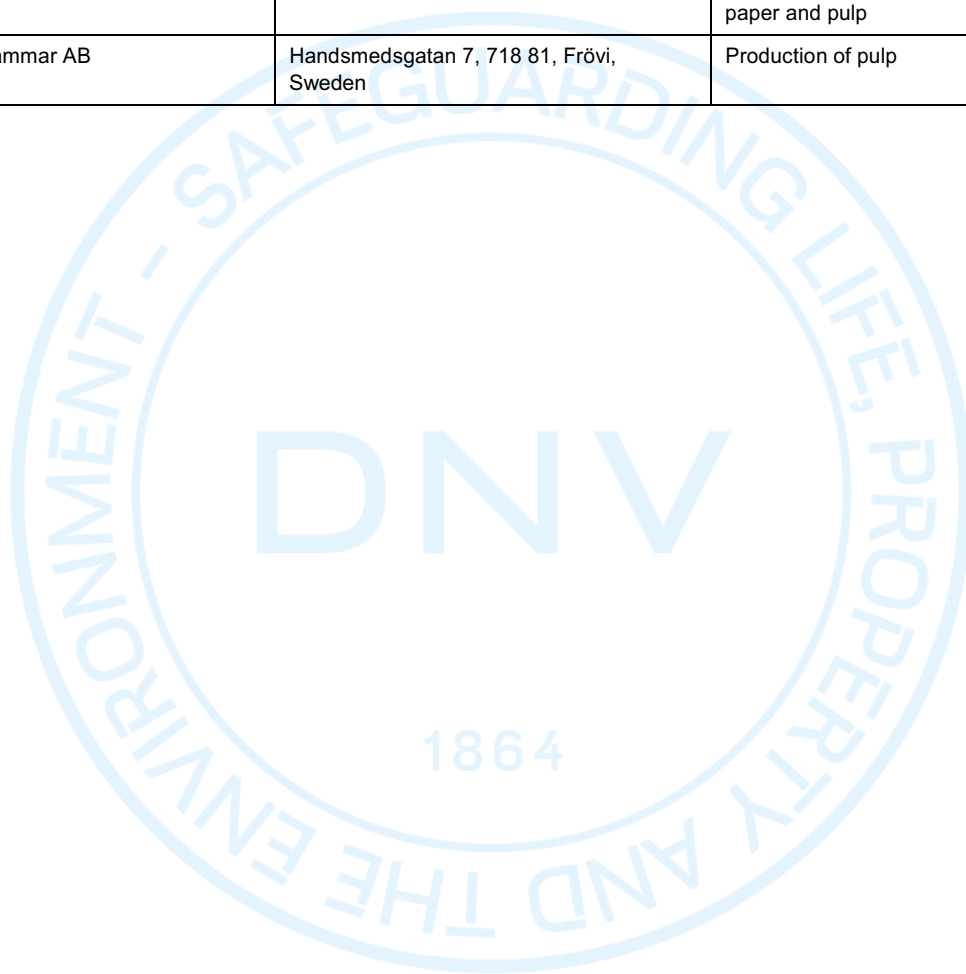 paper and pulp
ammar AB
Handsmedsgatan 7, 718 81, Frövi,
Sweden
Production of pulp
SAFEGUARDING LIFE, PROPERTY AND THE ENVIRONMENT -
DNV
1864